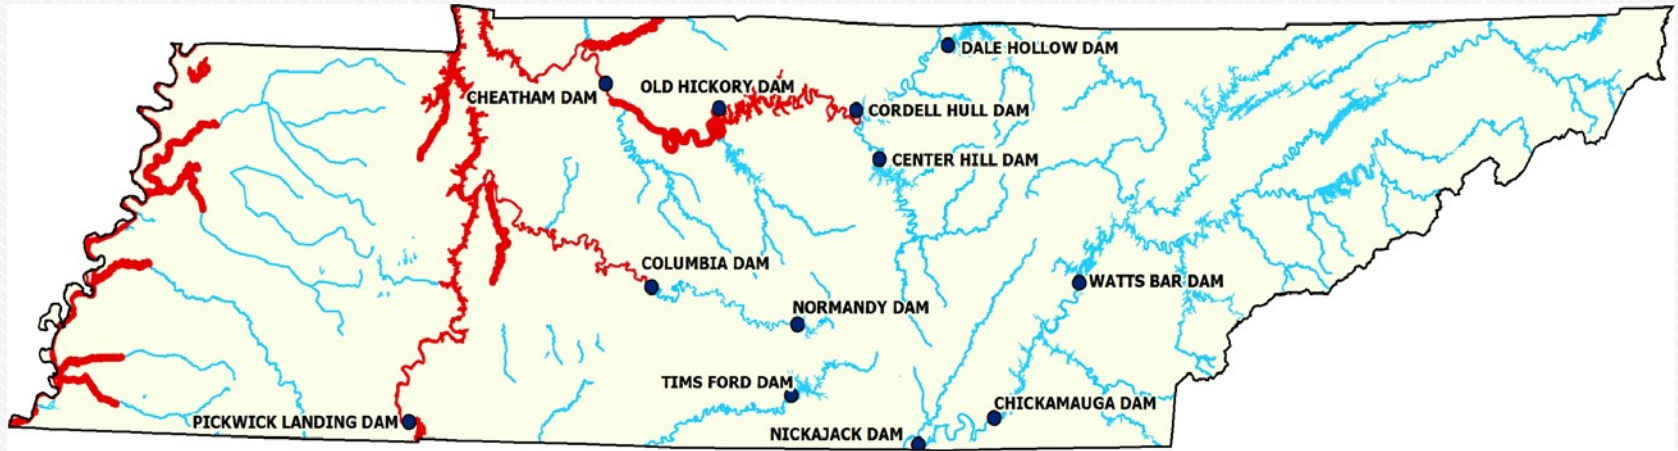 DALE HOLLOW DAM
OLD HICKORY DAM
CHEATHAM DAM
CORDELL HULL DAM
CENTER HILL DAM
COLUMBIA DAM
WATTS BAR DAM
NORMANDY DAM
TIMS FORD DAM
CHICKAMAUGA DAM
PICKWICK LANDING DAM
NICKAJACK DAM